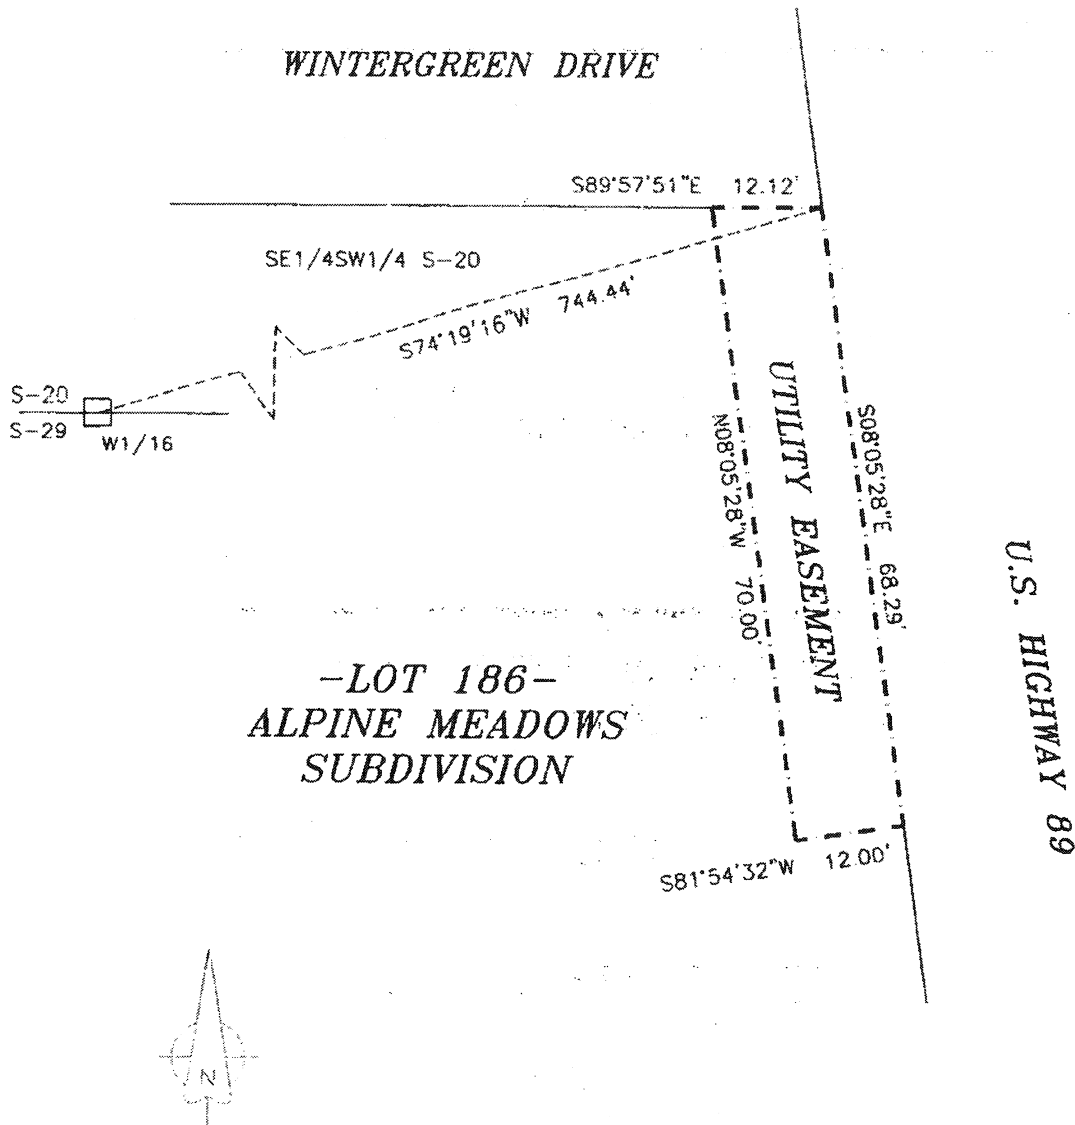 WINTERGREEN DRIVE
S89°57'51"E 12.12'
SE1/4SW1/4 S-20
S74°19'16"W 744.44'
S-20
S-29
W1/16
UTILITY EASEMENT
N08°05'28"W 70.00'
S08°05'28"E 68.29'
U.S. HIGHWAY 89
-LOT 186-
ALPINE MEADOWS
SUBDIVISION
S81°54'32"W 12.00'
N